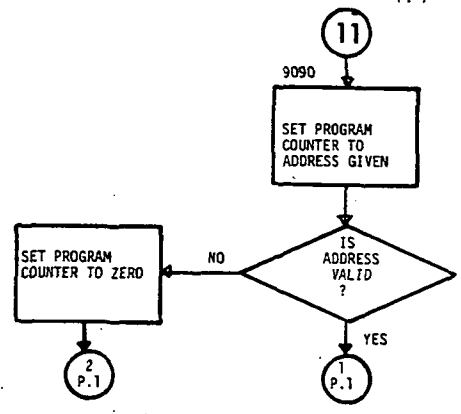 11
9090
SET PROGRAM
COUNTER TO
ADDRESS GIVEN
IS
ADDRESS
VALID
?
NO
SET PROGRAM
COUNTER TO ZERO
YES
2
P.1
1
P.1